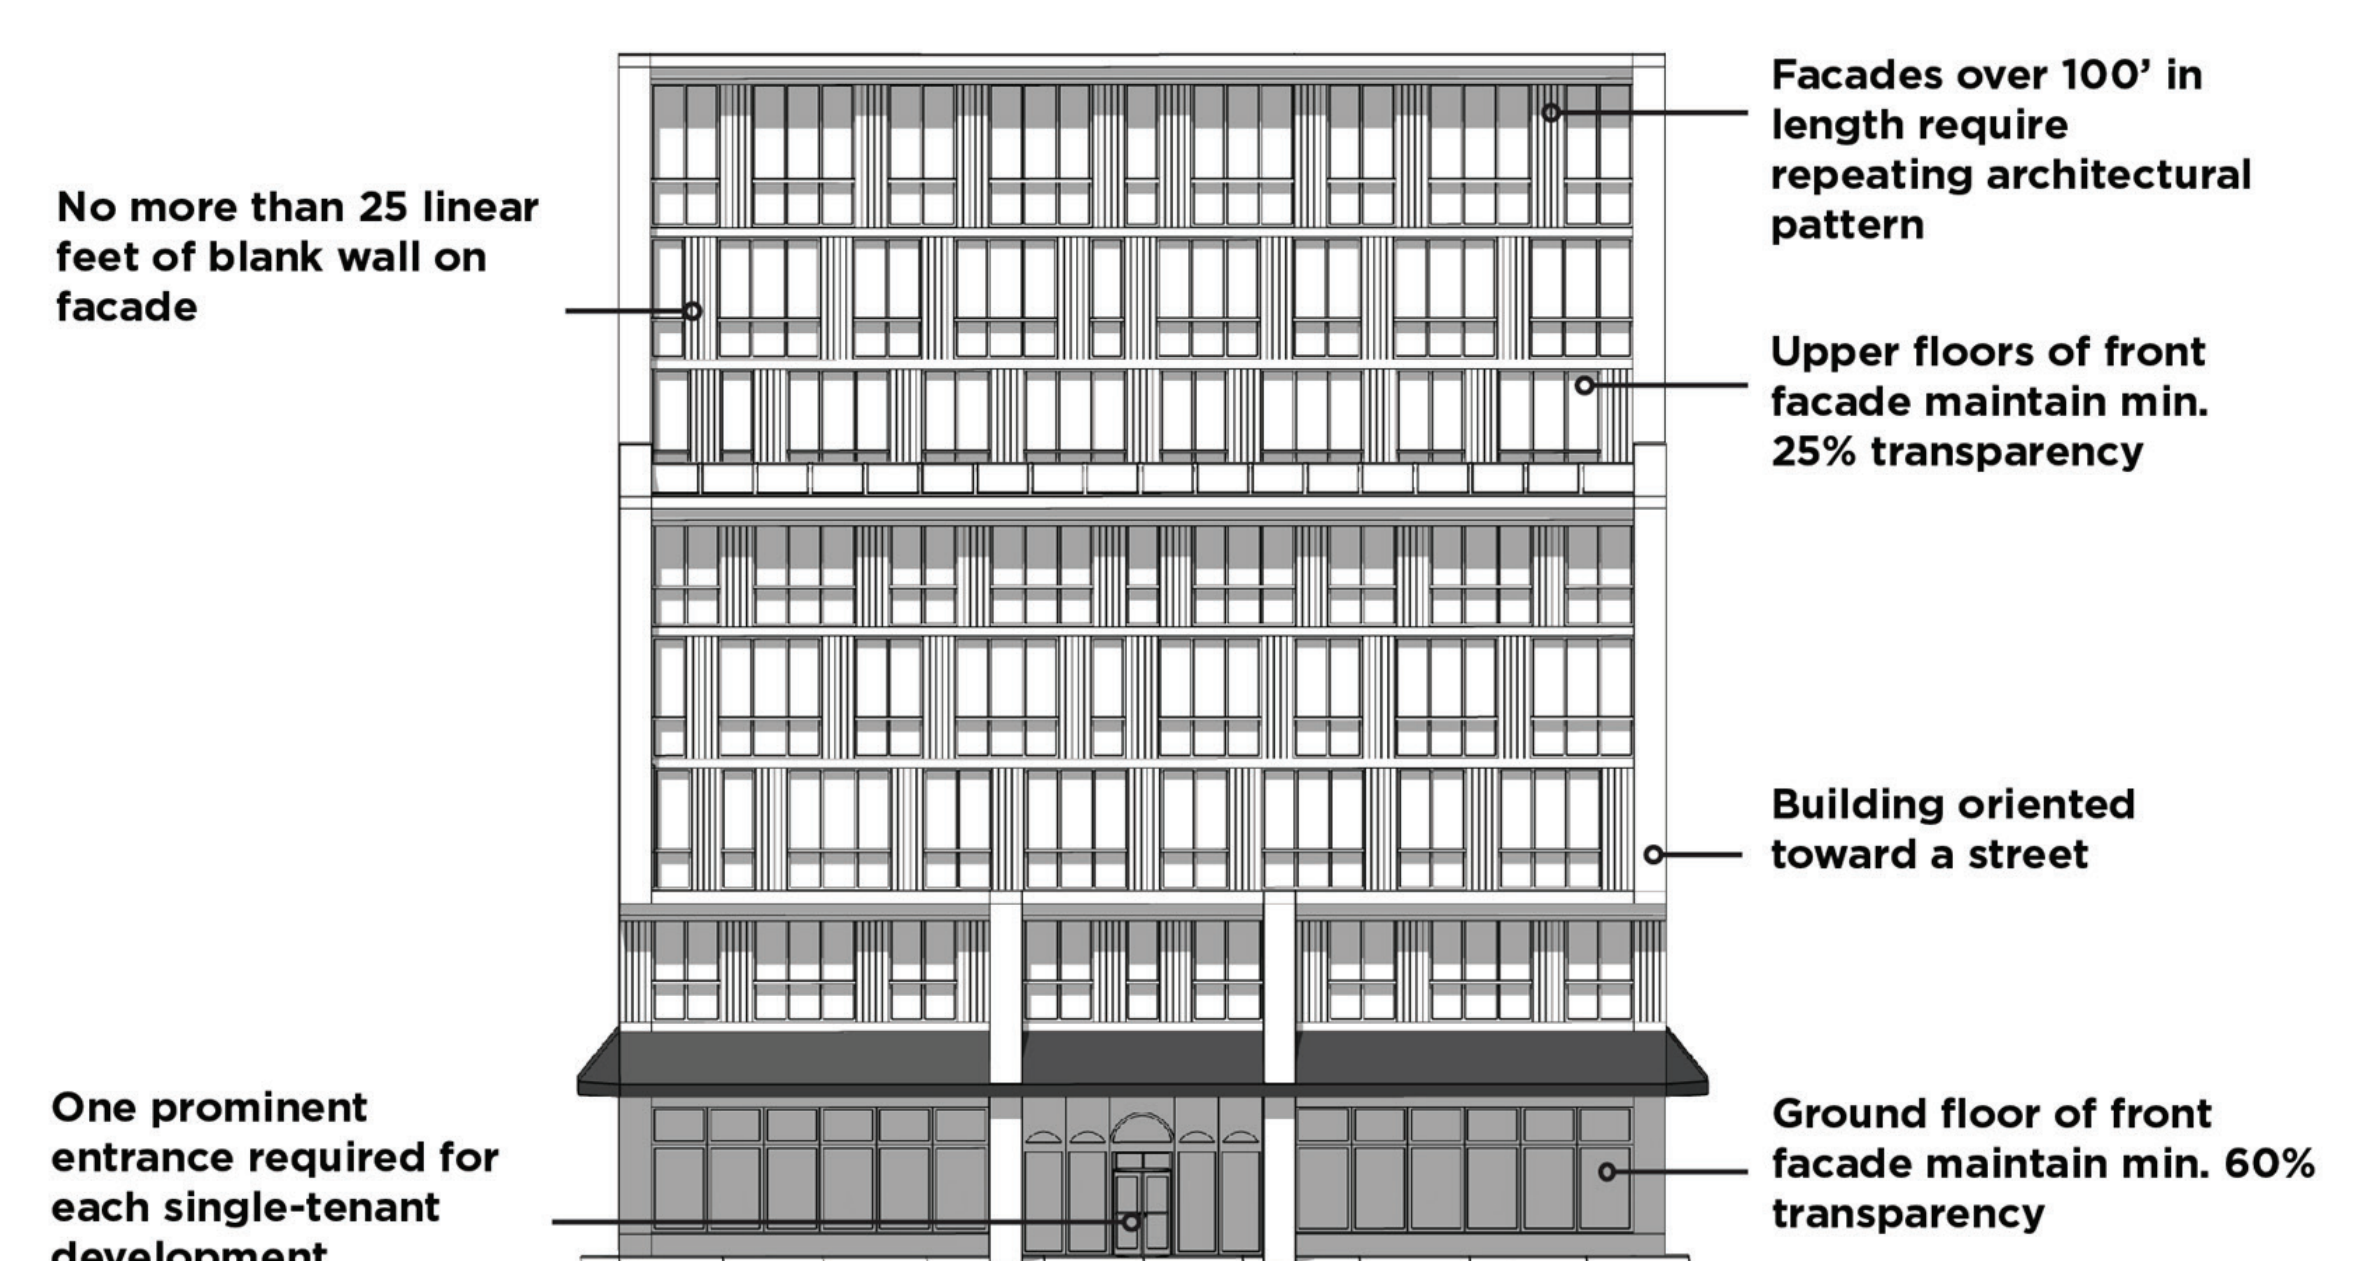 Facades over 100’ in
length require
repeating architectural
pattern
No more than 25 linear
feet of blank wall on
facade
Upper floors of front
facade maintain min.
25% transparency
Building oriented
toward a street
One prominent
entrance required for
each single-tenant
development
Ground floor of front
facade maintain min. 60%
transparency